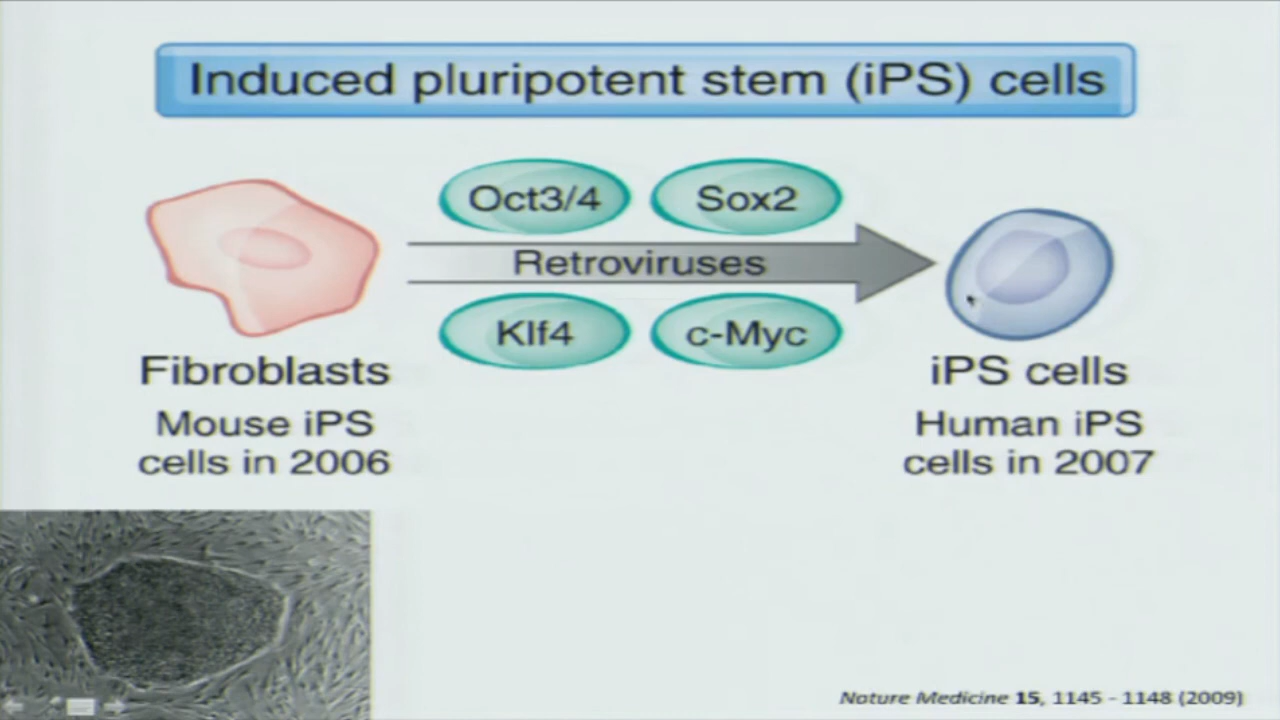 Induced pluripotent stem (iPS) cells
Oct3/4 Sox2
Retroviruses
Klf4 c-Myc
Fibroblasts
iPS cells
Mouse iPS
cells in 2006
Human iPS
cells in 2007
Nature Medicine 15, 1145 - 1148 (2009)